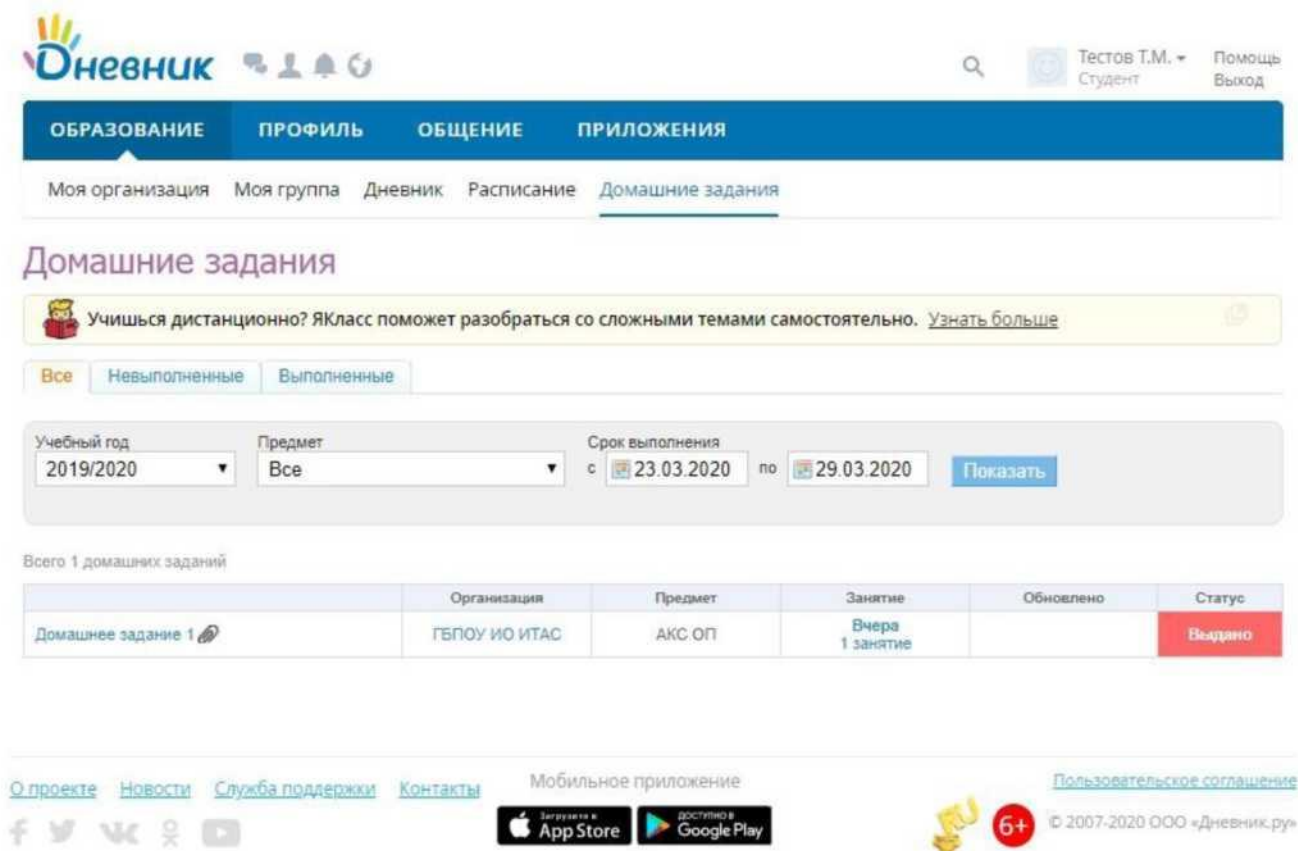 Дневник
Тестов Т.М.
Студент
Помощь
Выход
ОБРАЗОВАНИЕ ПРОФИЛЬ ОБЩЕНИЕ ПРИЛОЖЕНИЯ
Моя организация Моя группа Дневник Расписание Домашние задания
Домашние задания
Учишься дистанционно? ЯКласс поможет разобраться со сложными темами самостоятельно. Узнать больше
Все Невыполненные Выполненные
Учебный год Предмет Срок выполнения
2019/2020 Все с 23.03.2020 по 29.03.2020 Показать
Всего 1 домашних заданий
Организация Предмет Занятие Обновлено Статус
Домашнее задание 1 ГБПОУ ИО ИТАС АКС ОП Вчера
1 занятие
Выдано
О проекте Новости Служба поддержки Контакты
Мобильное приложение
Загрузите в
App Store
ДОСТУПНО В
Google Play
RU
6+
Пользовательское соглашение
© 2007-2020 ООО «Дневник.ру»